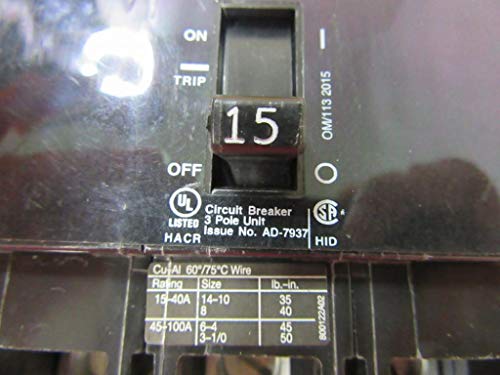 ON
|
TRIP
OM/113 2015
15
OFF
O
UL
LISTED
HACR
Circuit Breaker
3 Pole Unit
Issue No. AD-7937
SA
HID
Cu-Al 60°/75°C Wire
Rating Size lb.-in.
15-40A 14-10 35
8 40
45-100A 6-4 45
3-1/0 50
800122A02